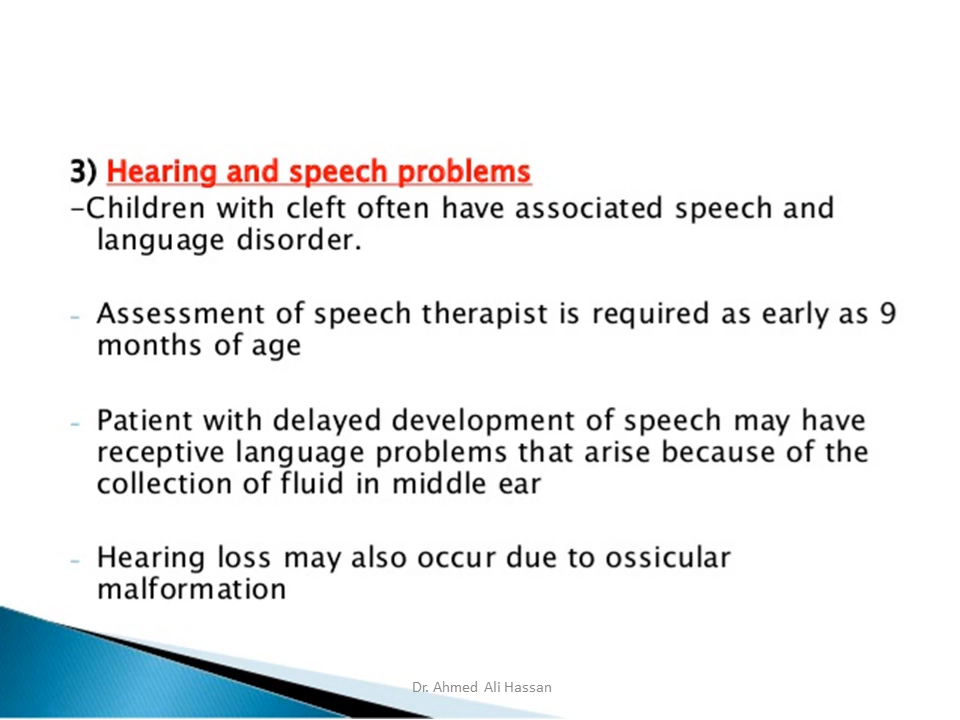 3) Hearing and speech problems
-Children with cleft often have associated speech and
language disorder.
- Assessment of speech therapist is required as early as 9
months of age
- Patient with delayed development of speech may have
receptive language problems that arise because of the
collection of fluid in middle ear
- Hearing loss may also occur due to ossicular
malformation
Dr. Ahmed Ali Hassan